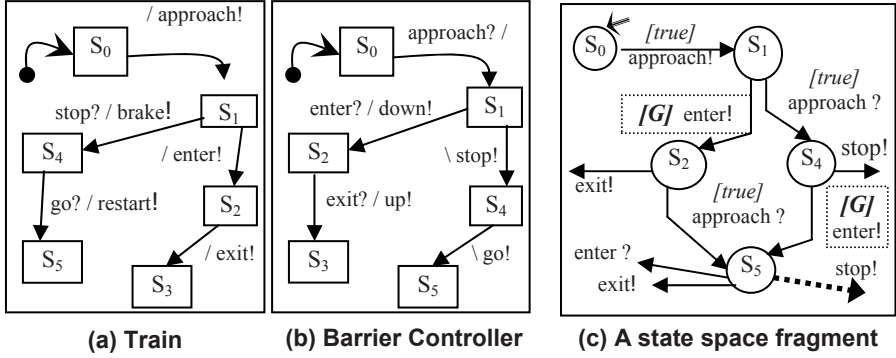 / approach!
S0
stop? / brake!
S1
S4
/ enter!
go? / restart!
S2
S5
/ exit!
S3
(a) Train
S0
approach? /
enter? / down!
S1
S2
\ stop!
exit? / up!
S4
S3
\ go!
S5
(b) Barrier Controller
S0
[true]
approach!
S1
[true]
approach ?
[G] enter!
S2
S4
stop!
exit!
[true]
approach ?
[G]
enter!
enter ?
S5
stop!
exit!
(c) A state space fragment